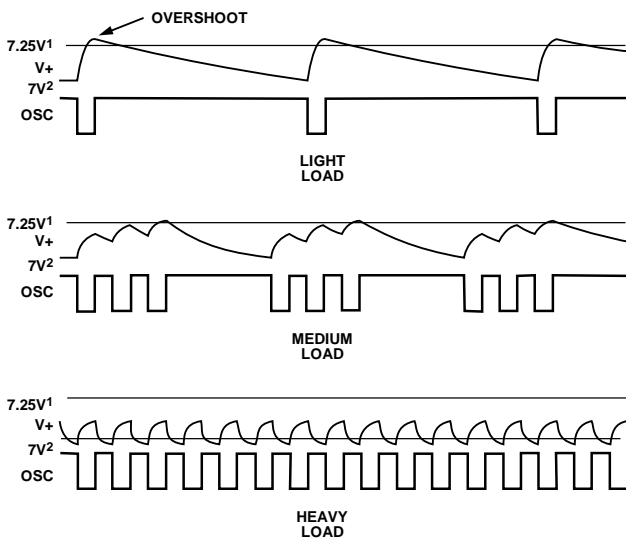 OVERSHOOT
7.25V1
V+
7V2
OSC
LIGHT
LOAD
7.25V1
V+
7V2
OSC
MEDIUM
LOAD
7.25V1
V+
7V2
OSC
HEAVY
LOAD